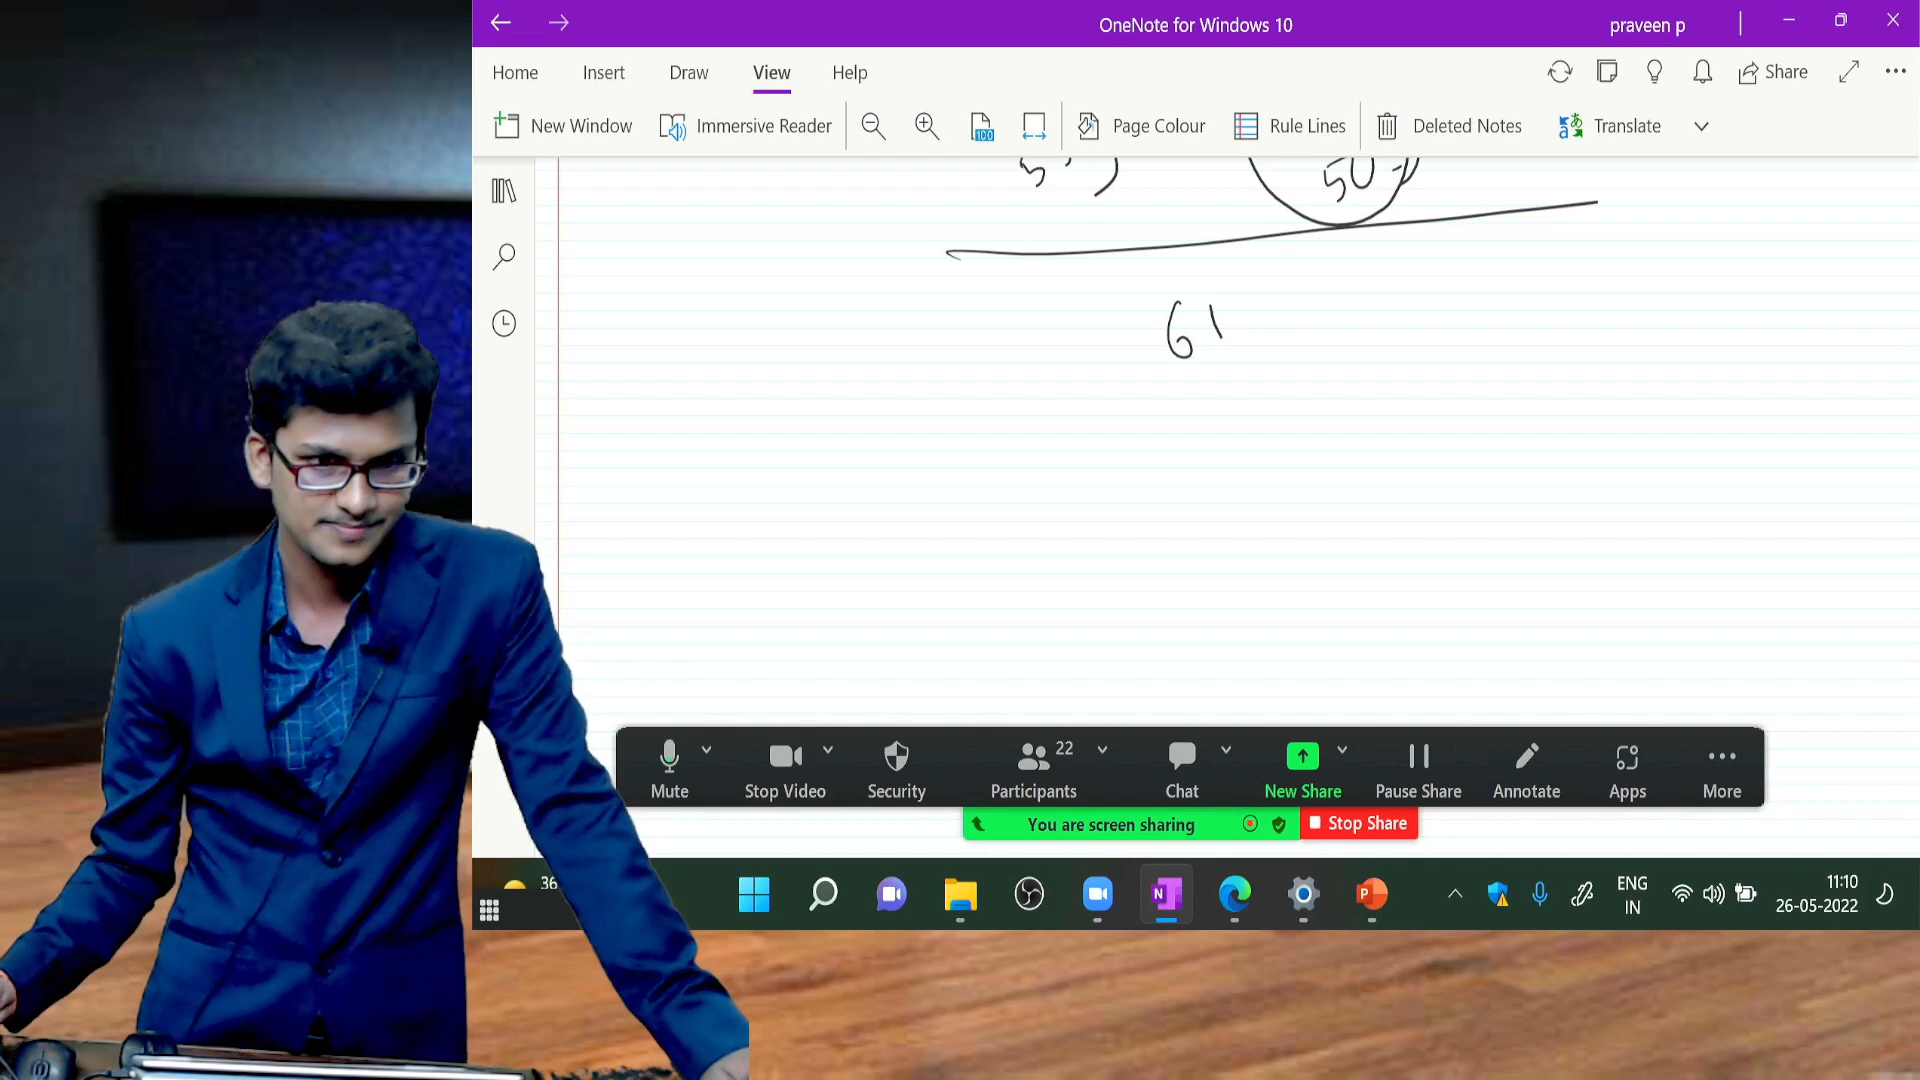 OneNote for Windows 10 praveen p
Home Insert Draw View Help Share
New Window Immersive Reader 100 Page Colour Rule Lines Deleted Notes Translate
50
61
22
Mute Stop Video Security Participants Chat New Share Pause Share Annotate Apps More
You are screen sharing Stop Share
36
ENG 11:10
IN 26-05-2022